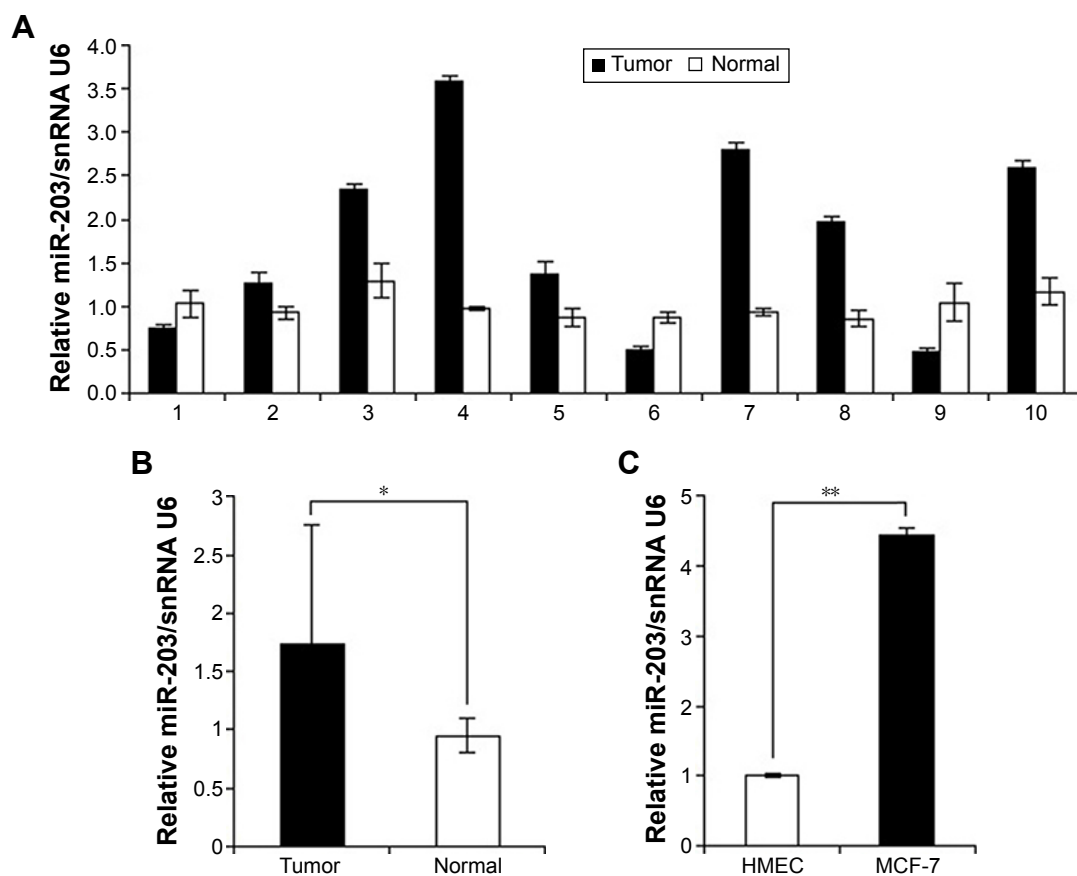 A
Relative miR-203/snRNA U6
4.0
3.5
3.0
2.5
2.0
1.5
1.0
0.5
0.0
Tumor Normal
1 2 3 4 5 6 7 8 9 10
B
Relative miR-203/snRNA U6
3
2.5
2
1.5
1
0.5
0
*
Tumor Normal
C
Relative miR-203/snRNA U6
5
4
3
2
1
0
**
HMEC MCF-7